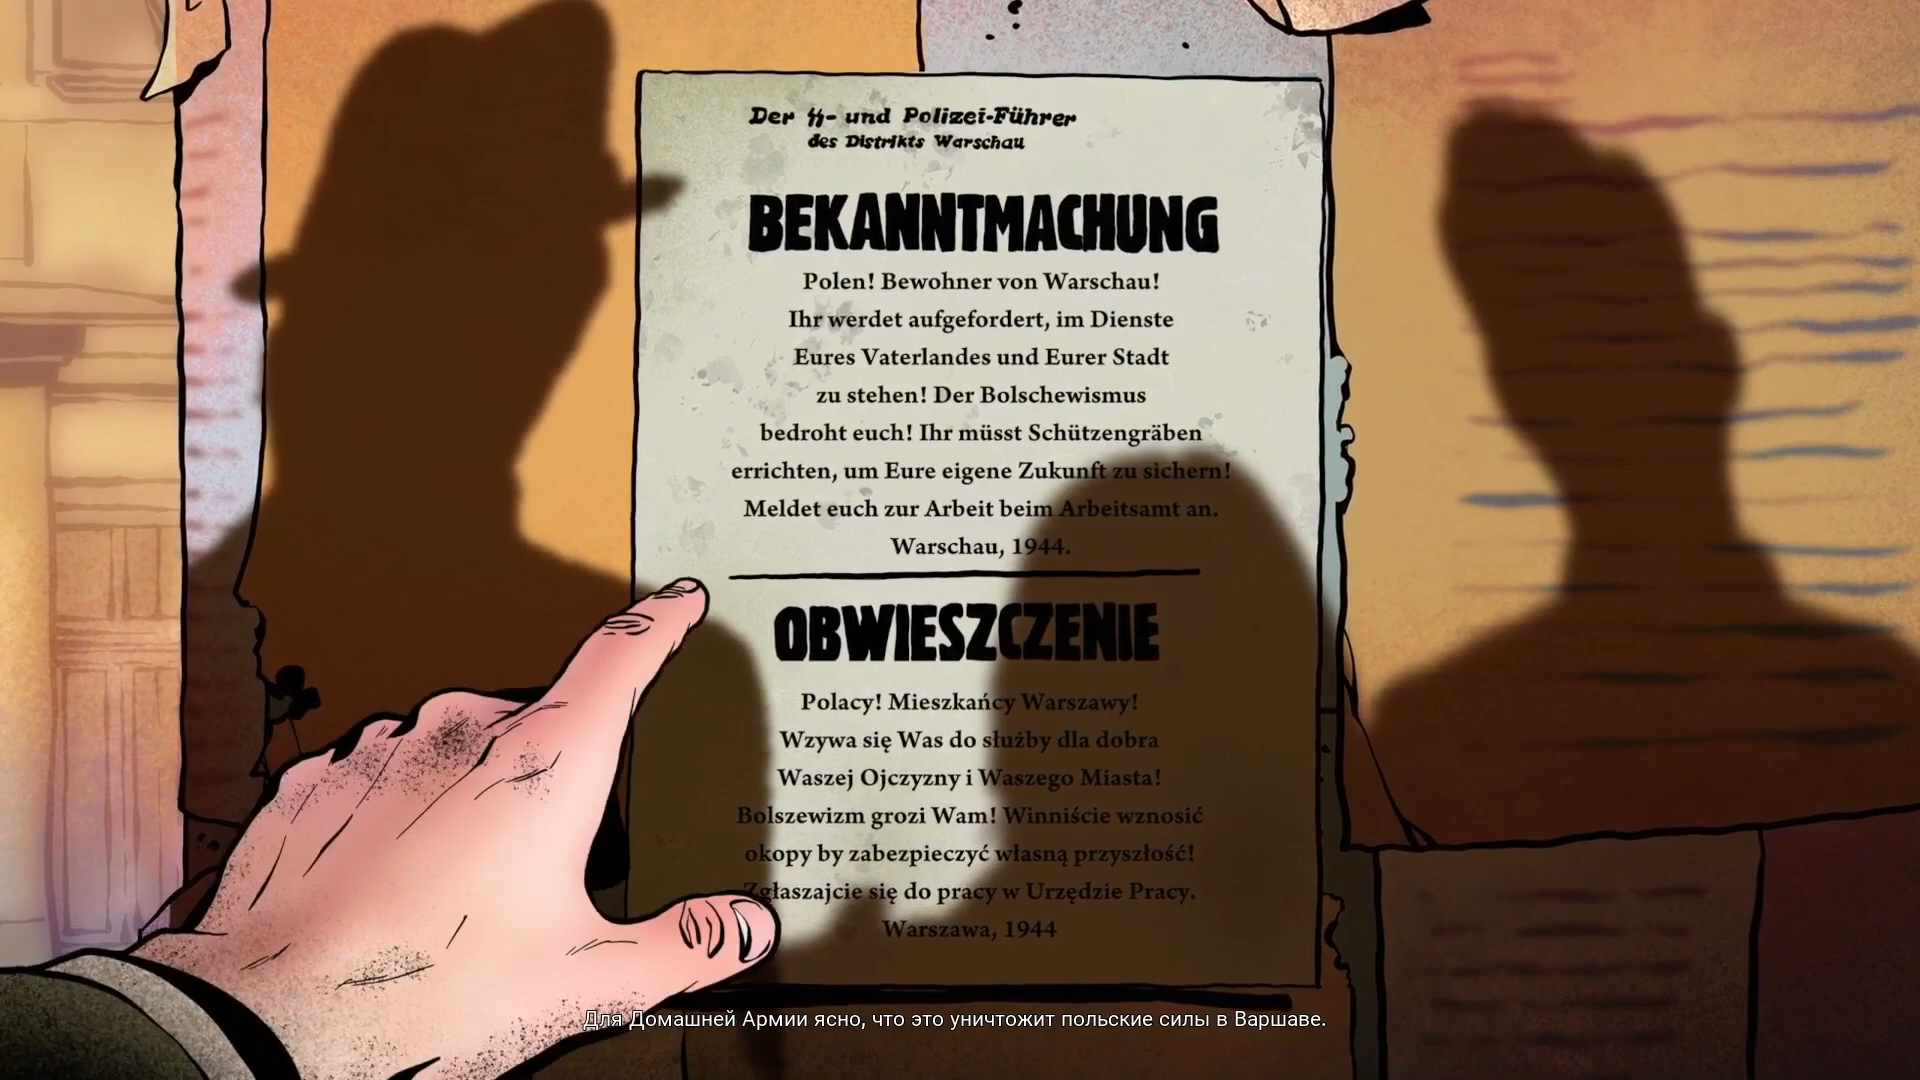 Der ᛋᛋ- und Polizei-Führer
des Distrikts Warschau
BEKANNTMACHUNG
Polen! Bewohner von Warschau!
Ihr werdet aufgefordert, im Dienste
Eures Vaterlandes und Eurer Stadt
zu stehen! Der Bolschewismus
bedroht euch! Ihr müsst Schützengräben
errichten, um Eure eigene Zukunft zu sichern!
Meldet euch zur Arbeit beim Arbeitsamt an.
Warschau, 1944.
OBWIESZCZENIE
Polacy! Mieszkańcy Warszawy!
Wzywa się Was do służby dla dobra
Waszej Ojczyzny i Waszego Miasta!
Bolszewizm grozi Wam! Winniście wznosić
okopy by zabezpieczyć własną przyszłość!
Zgłaszajcie się do pracy w Urzędzie Pracy.
Warszawa, 1944
Для Домашней Армии ясно, что это уничтожит польские силы в Варшаве.